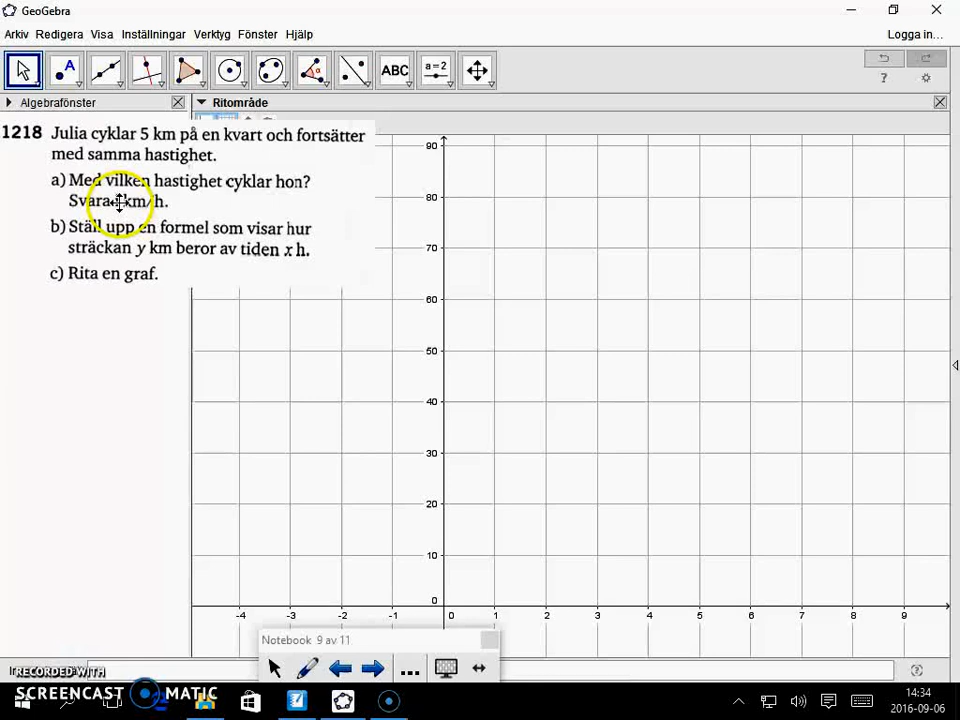 GeoGebra
Arkiv Redigera Visa Inställningar Verktyg Fönster Hjälp Logga in...
A ABC a=2 ?
Algebrafönster Ritområde
1218 Julia cyklar 5 km på en kvart och fortsätter
med samma hastighet.
a) Med vilken hastighet cyklar hon?
Svara km/h.
b) Ställ upp en formel som visar hur
sträckan y km beror av tiden x h.
c) Rita en graf.
90
80
70
60
50
40
30
20
10
0
-4 -3 -2 -1 0 1 2 3 4 5 6 7 8 9
Notebook 9 av 11
RECORDED WITH
SCREENCAST MATIC
14:34
2016-09-06